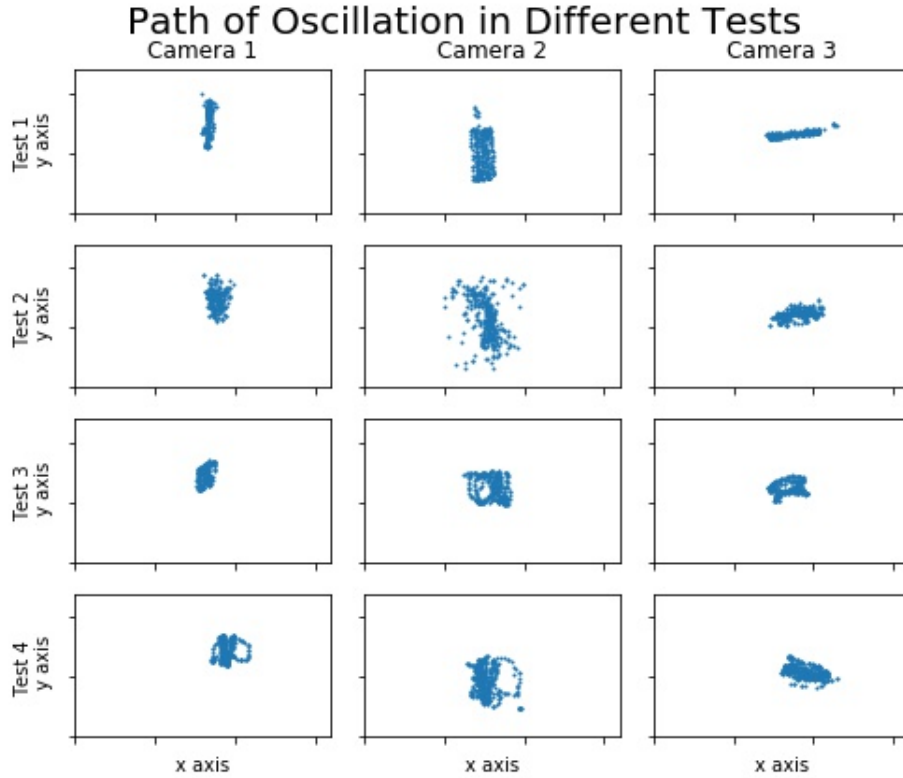 Path of Oscillation in Different Tests
Camera 1
Camera 2
Camera 3
Test 1
y axis
Test 2
y axis
Test 3
y axis
Test 4
y axis
x axis
x axis
x axis